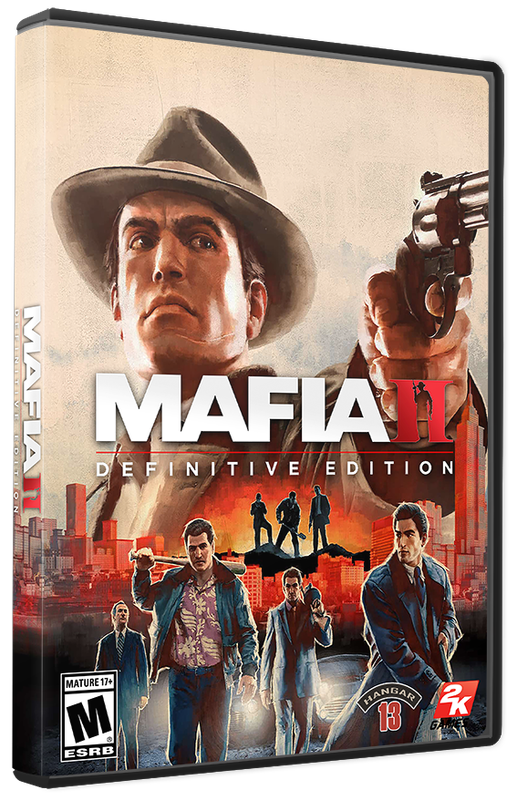 MAFIA II
DEFINITIVE EDITION
MAFIA II
DEFINITIVE EDITION
MATURE 17+
M
ESRB
HANGAR
13
2K
GAMES